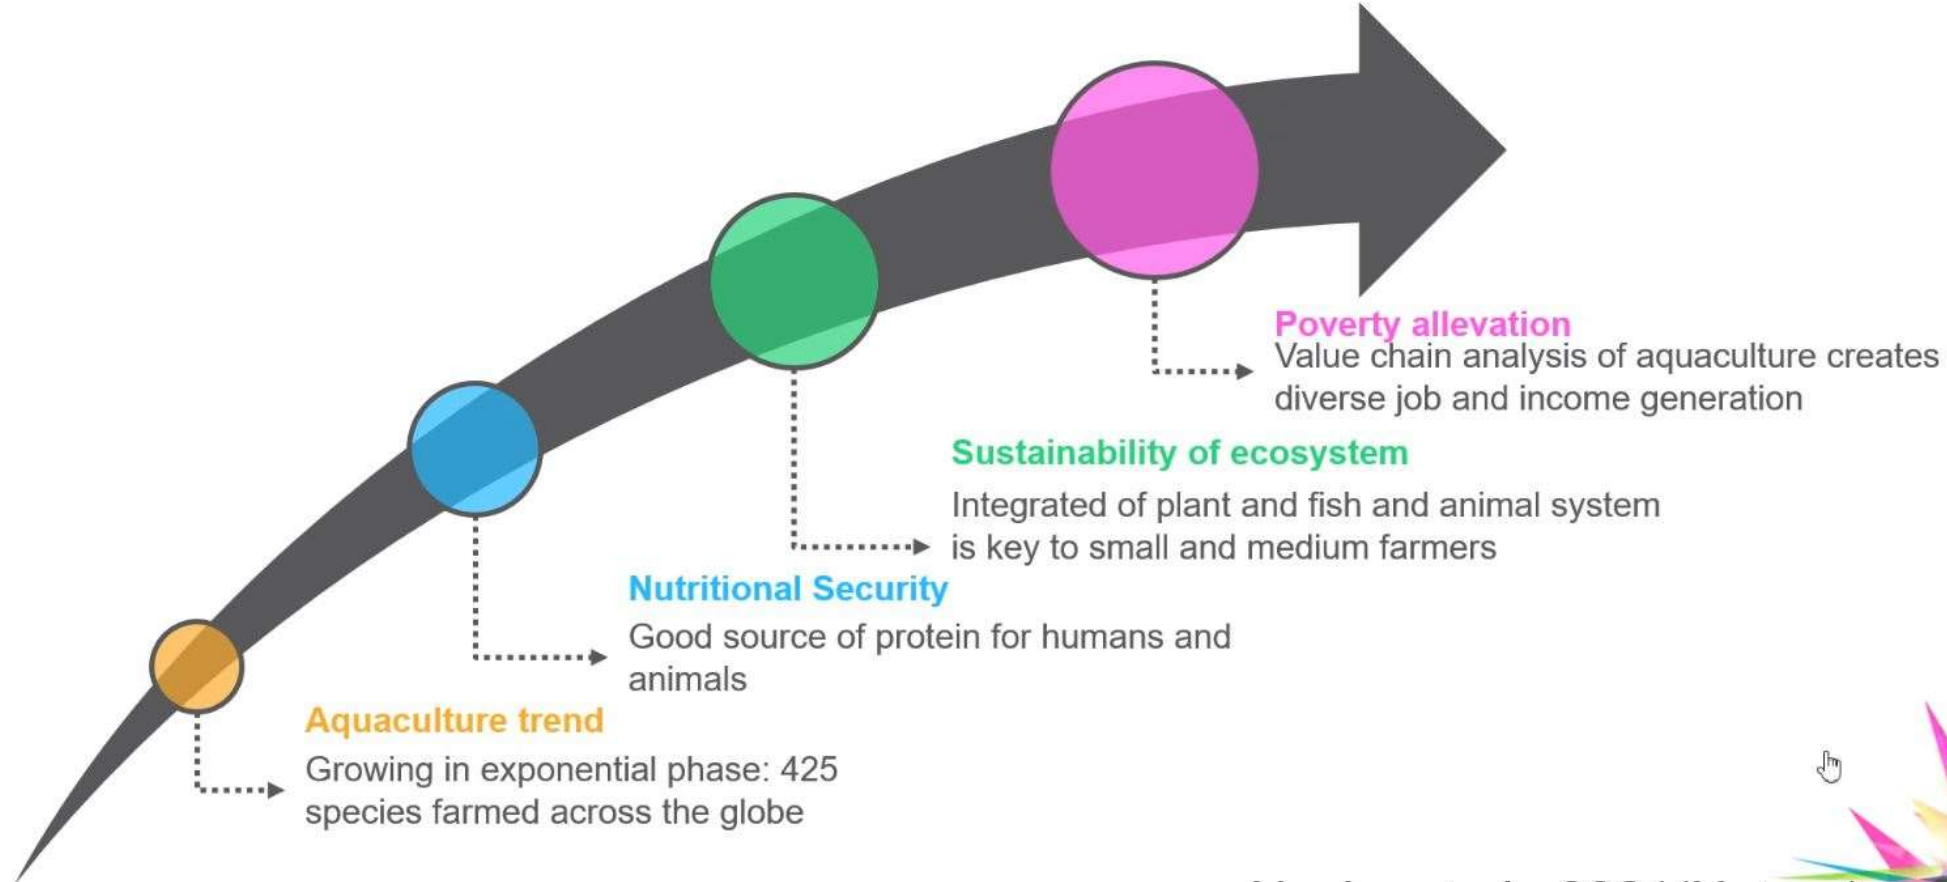 Poverty allevation
Value chain analysis of aquaculture creates
diverse job and income generation
Sustainability of ecosystem
Integrated of plant and fish and animal system
is key to small and medium farmers
Nutritional Security
Good source of protein for humans and
animals
Aquaculture trend
Growing in exponential phase: 425
species farmed across the globe